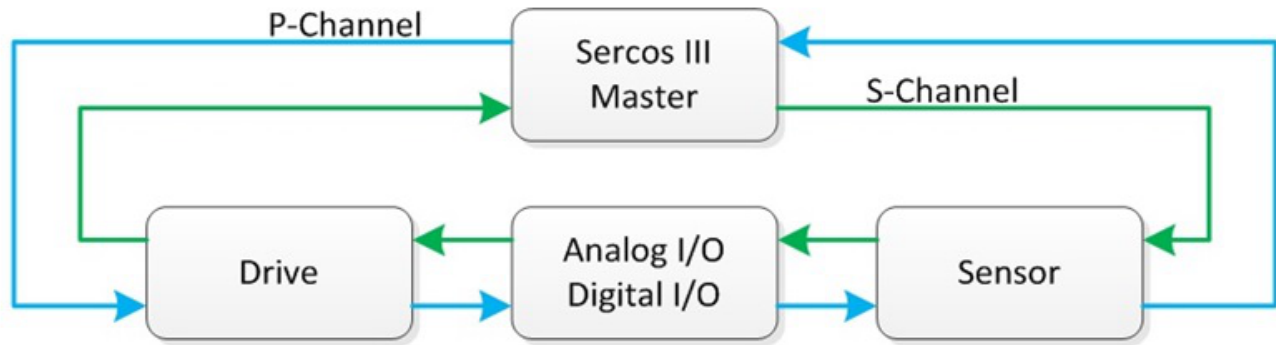 P-Channel
Sercos III
Master
S-Channel
Drive
Analog I/O
Digital I/O
Sensor